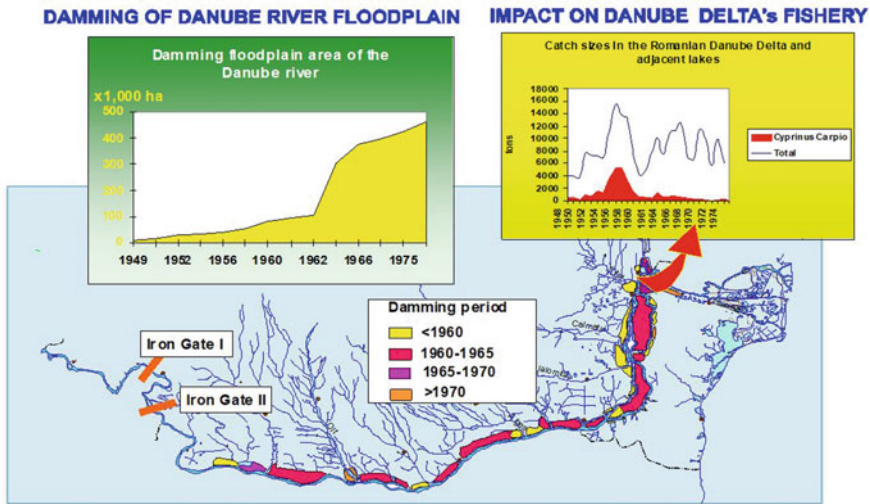 DAMMING OF DANUBE RIVER FLOODPLAIN
IMPACT ON DANUBE DELTA's FISHERY
Damming floodplain area of the
Danube river
x1,000 ha
500
400
300
200
100
0
1949
1952
1956
1960
1962
1966
1975
Catch sizes In the Romanian Danube Delta and
adjacent lakes
tons
18000
16000
14000
12000
10000
8000
6000
4000
2000
0
1948
1950
1952
1954
1956
1958
1960
1961
1964
1966
1968
1970
1972
1974
Cyprinus Carpio
Total
Damming period
<1960
1960-1965
1965-1970
>1970
Iron Gate I
Iron Gate II
Olt